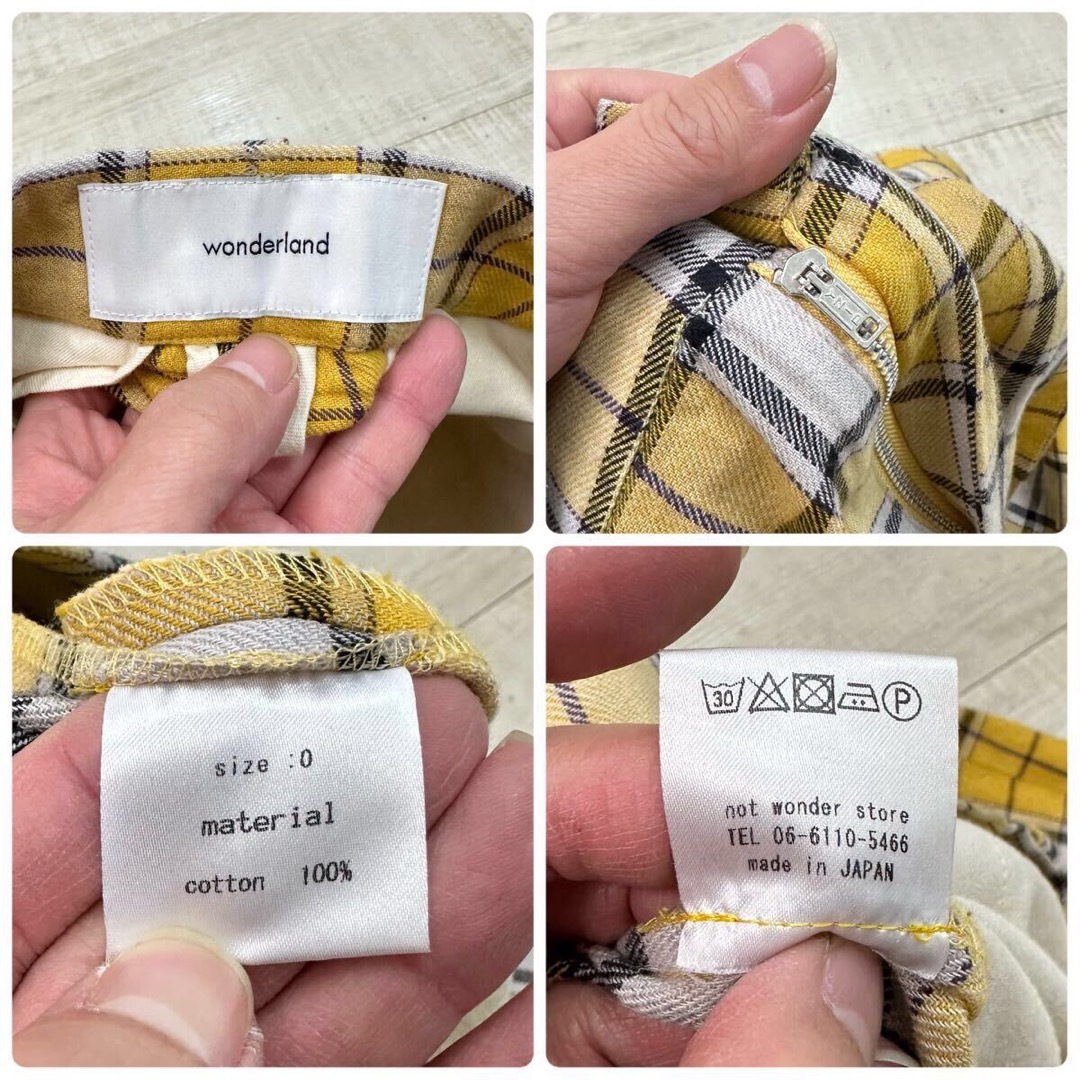 wonderland
size :0
material
cotton 100%
30 P
not wonder store
TEL 06-6110-5466
made in JAPAN